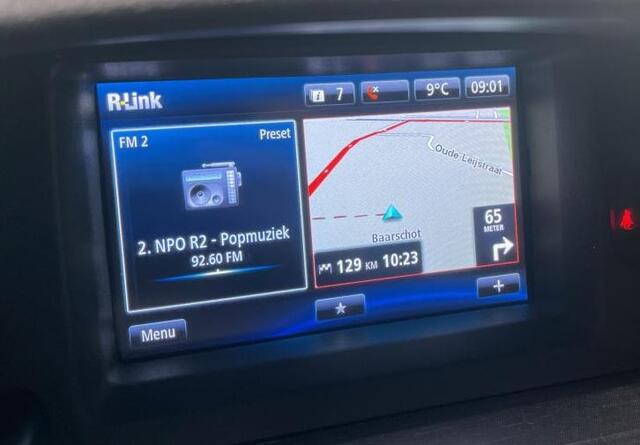 R-Link
i 7
9°C
09:01
FM 2
Preset
2. NPO R2 - Popmuziek
92.60 FM
Oude-Leijstraat
Baarschot
129 KM 10:23
65
METER
Menu